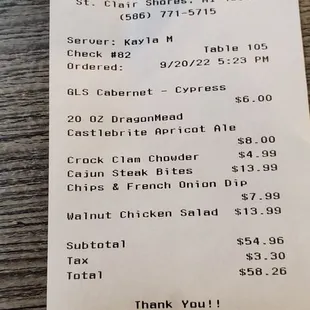 St. Clair Shores, MI
(586) 771-5715
Server: Kayla M
Check #82 Table 105
Ordered: 9/20/22 5:23 PM
GLS Cabernet - Cypress
$6.00
20 OZ DragonMead
Castlebrite Apricot Ale
$8.00
Crock Clam Chowder $4.99
Cajun Steak Bites $13.99
Chips & French Onion Dip
$7.99
Walnut Chicken Salad $13.99
Subtotal $54.96
Tax $3.30
Total $58.26
Thank You!!